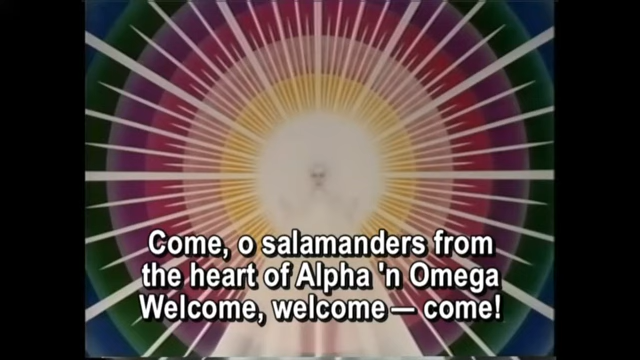 Come, o salamanders from
the heart of Alpha 'n Omega
Welcome, welcome — come!